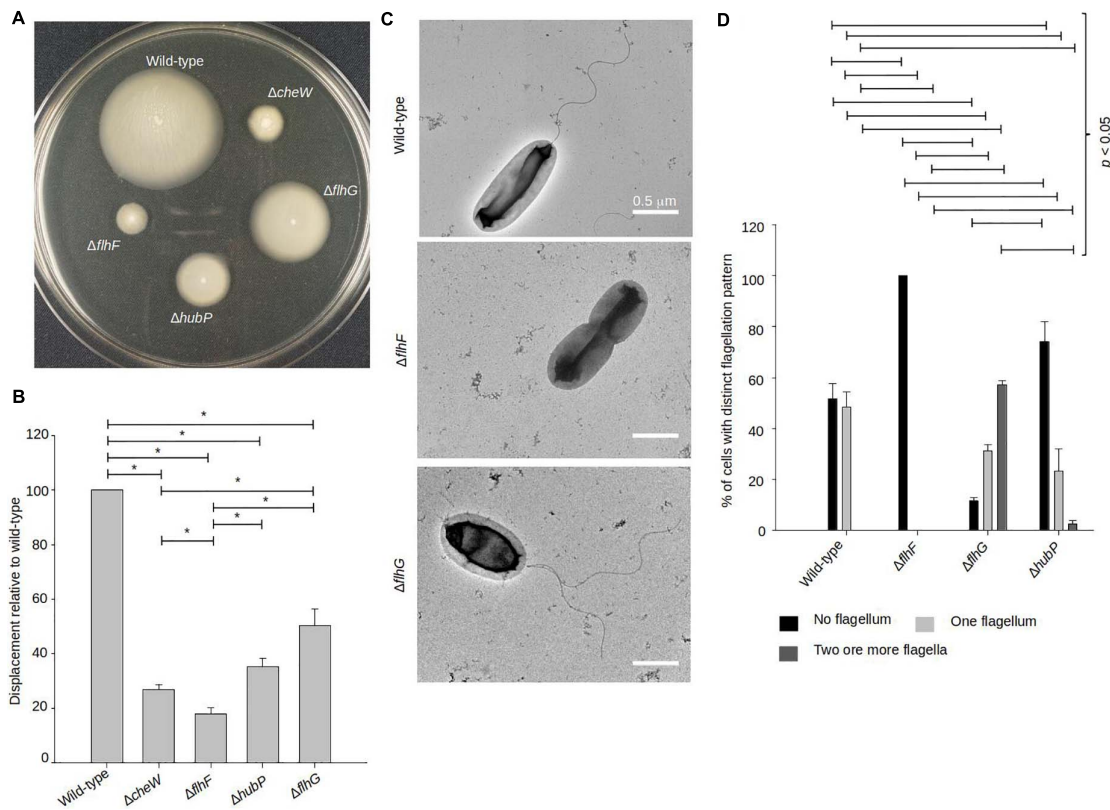 A
Wild-type
ΔcheW
ΔflhG
ΔflhF
ΔhubP
B
Displacement relative to wild-type
120
100
80
60
40
20
0
*
*
*
*
*
*
*
*
Wild-type
ΔcheW
ΔflhF
ΔhubP
ΔflhG
C
Wild-type
0.5 μm
ΔflhF
ΔflhG
D
p < 0.05
% of cells with distinct flagellation pattern
120
100
80
60
40
20
0
Wild-type
ΔflhF
ΔflhG
ΔhubP
No flagellum
One flagellum
Two ore more flagella